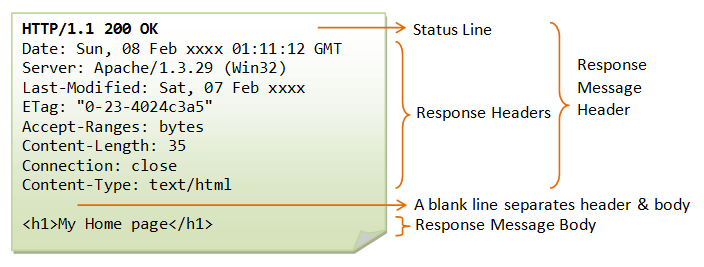 HTTP/1.1 200 OK
Date: Sun, 08 Feb xxxx 01:11:12 GMT
Server: Apache/1.3.29 (Win32)
Last-Modified: Sat, 07 Feb xxxx
ETag: "0-23-4024c3a5"
Accept-Ranges: bytes
Content-Length: 35
Connection: close
Content-Type: text/html

<h1>My Home page</h1>
Status Line
Response Headers
Response
Message
Header
A blank line separates header & body
Response Message Body